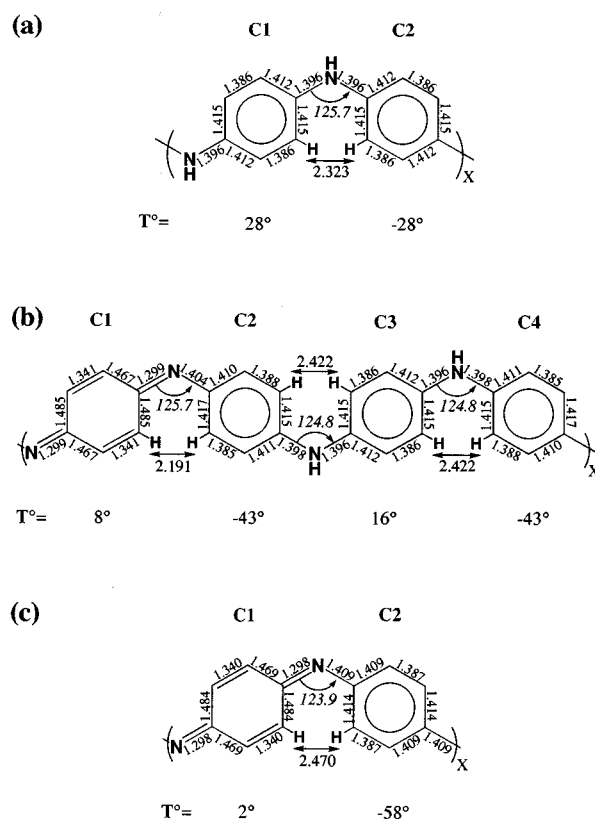 (a)
C1 C2
H
1.386 1.412 1.396 N 1.396 1.412 1.386
1.415 1.415 125.7 1.415 1.415
H H
N 1.396 1.412 1.386 2.323 1.386 1.412 X
H
T°= 28° -28°
(b)
C1 C2 C3 C4
1.341 1.467 1.299 N 1.404 1.410 1.388 2.422 1.386 1.412 1.396 N H 1.398 1.411 1.385
H H
1.485 1.485 125.7 1.417 1.415 124.8 1.415 1.415 124.8 1.415 1.417
H H H H
N 1.299 1.467 1.341 2.191 1.385 1.411 1.398 N H 1.396 1.412 1.386 2.422 1.388 1.410 X
T°= 8° -43° 16° -43°
(c)
C1 C2
1.340 1.469 1.298 N 1.409 1.409 1.387
1.484 1.484 123.9 1.414 1.414
H H
N 1.298 1.469 1.340 2.470 1.387 1.409 1.409 X
T°= 2° -58°